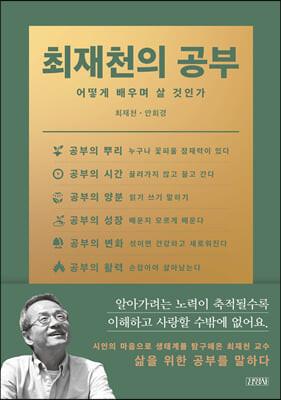 최재천의 공부
어떻게 배우며 살 것인가
최재천 · 안희경
공부의 뿌리 누구나 꽃피울 잠재력이 있다
공부의 시간 끌려가지 않고 끌고 간다
공부의 양분 읽기 쓰기 말하기
공부의 성장 배운지 모르게 배운다
공부의 변화 섞이면 건강하고 새로워진다
공부의 활력 손잡아야 살아남는다
알아가려는 노력이 축적될수록
이해하고 사랑할 수밖에 없어요.
시인의 마음으로 생태계를 탐구해온 최재천 교수
삶을 위한 공부를 말하다
김영사